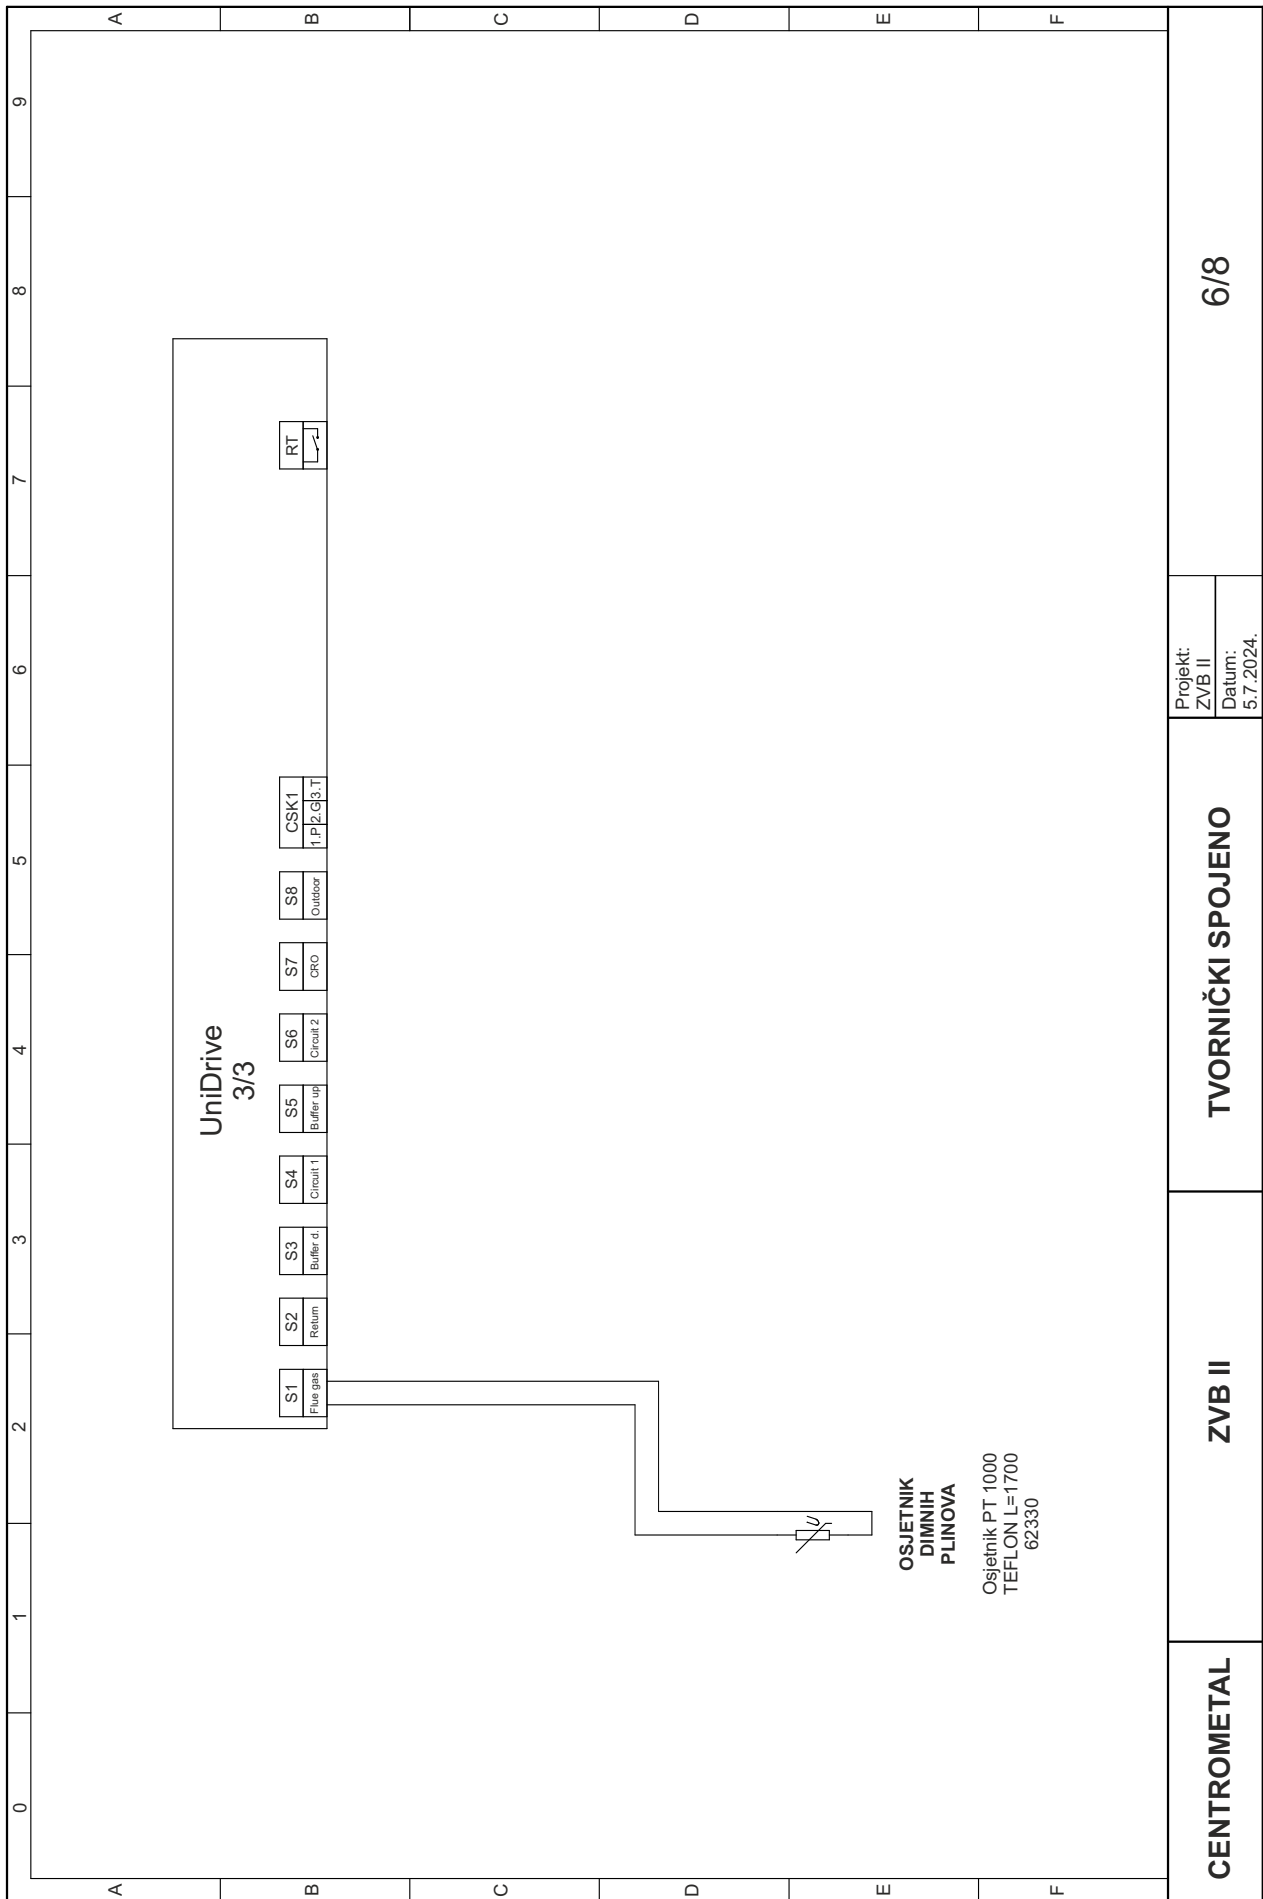 0 1 2 3 4 5 6 7 8 9
A
A
B
B
C
C
D
D
E
E
F
F
UniDrive
3/3
S1
Flue gas
S2
Return
S3
Buffer d.
S4
Circuit 1
S5
Buffer up
S6
Circuit 2
S7
CRO
S8
Outdoor
CSK1
1.P 2.G 3.T
RT
U
OSJETNIK
DIMNIH
PLINOVA
Osjetnik PT 1000
TEFLON L=1700
62330
CENTROMETAL
ZVB II
TVORNIČKI SPOJENO
Projekt:
ZVB II
Datum:
5.7.2024.
6/8